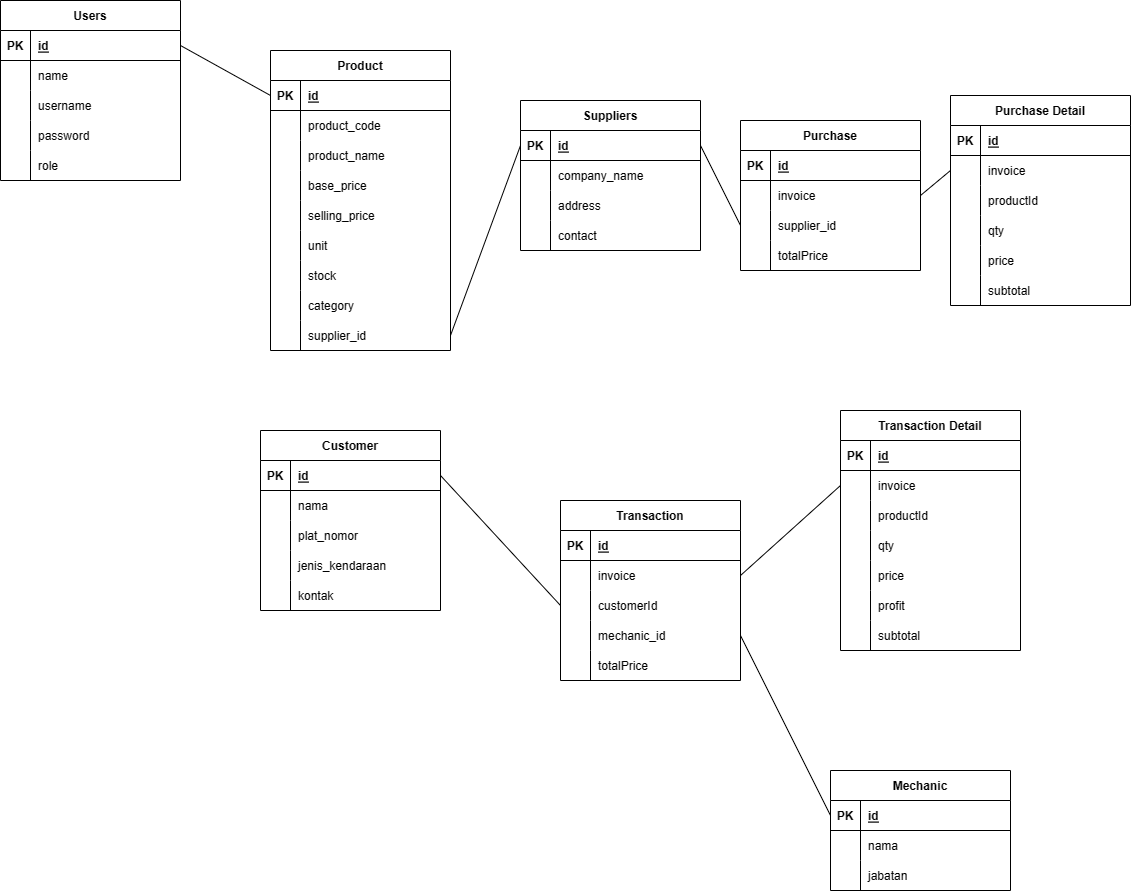 Users
PK id
name
username
password
role
Product
PK id
product_code
product_name
base_price
selling_price
unit
stock
category
supplier_id
Suppliers
PK id
company_name
address
contact
Purchase
PK id
invoice
supplier_id
totalPrice
Purchase Detail
PK id
invoice
productId
qty
price
subtotal
Customer
PK id
nama
plat_nomor
jenis_kendaraan
kontak
Transaction
PK id
invoice
customerId
mechanic_id
totalPrice
Transaction Detail
PK id
invoice
productId
qty
price
profit
subtotal
Mechanic
PK id
nama
jabatan